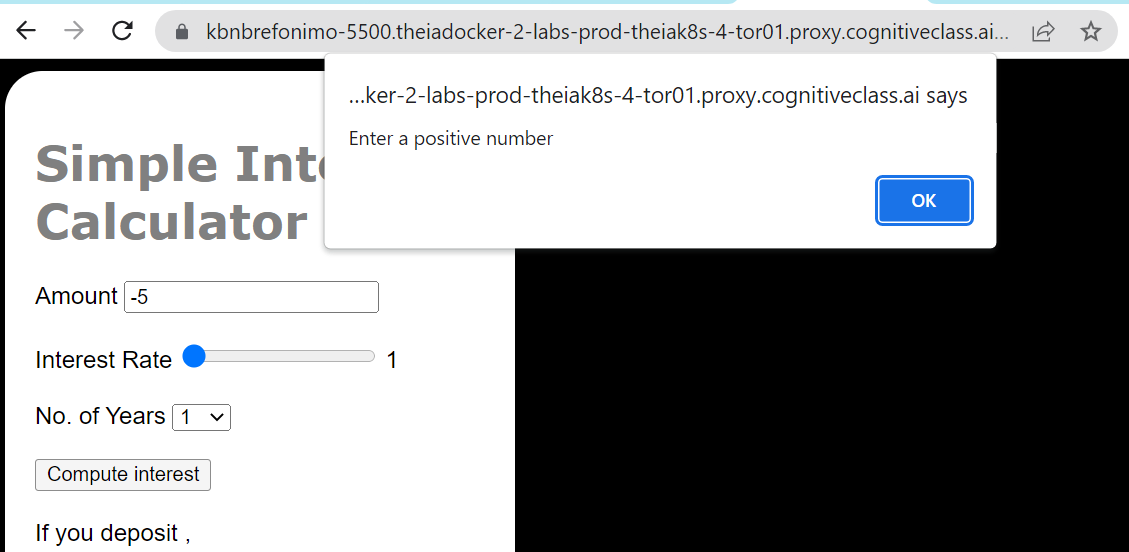 kbnbrefonimo-5500.theiadocker-2-labs-prod-theiak8s-4-tor01.proxy.cognitiveclass.ai...
...ker-2-labs-prod-theiak8s-4-tor01.proxy.cognitiveclass.ai says
Enter a positive number
OK
Simple Inte
Calculator
Amount -5
Interest Rate 1
No. of Years 1
Compute interest
If you deposit ,